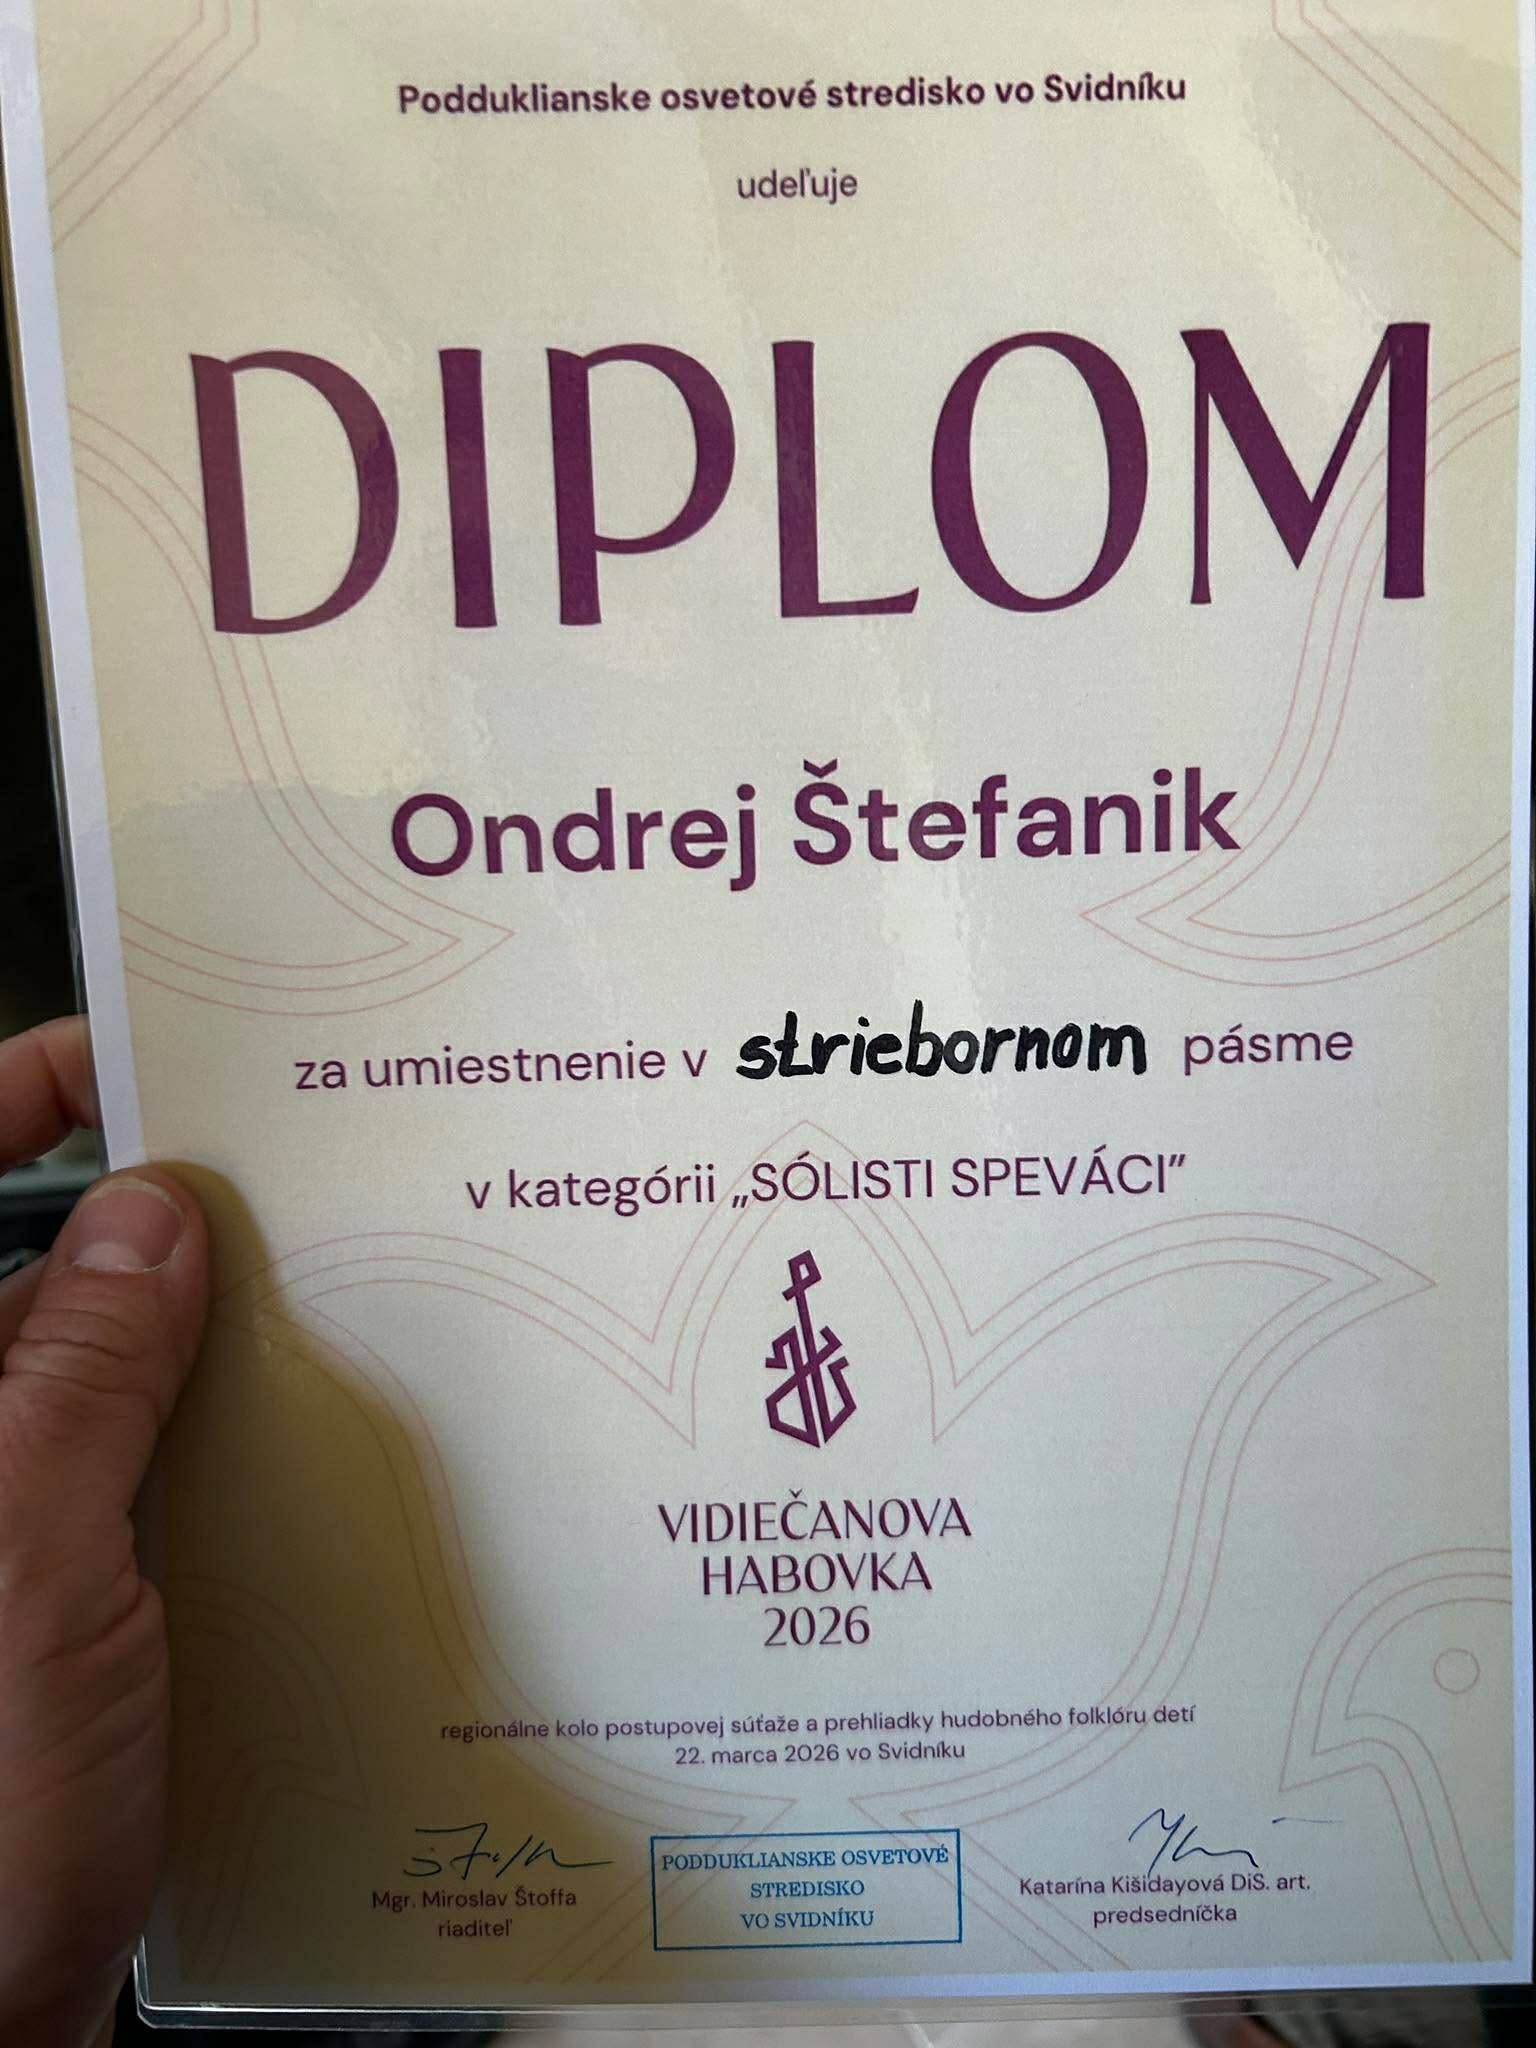 Podduklianske osvetové stredisko vo Svidníku
udeľuje
DIPLOM
Ondrej Štefanik
za umiestnenie v striebornom pásme
v kategórii „SÓLISTI SPEVÁCI”
VIDIEČANOVA
HABOVKA
2026
regionálne kolo postupovej súťaže a prehliadky hudobného folklóru detí
22. marca 2026 vo Svidníku
Mgr. Miroslav Štoffa
riaditeľ
PODDUKLIANSKE OSVETOVÉ
STREDISKO
VO SVIDNÍKU
Katarína Kišidayová DiS. art.
predsedníčka